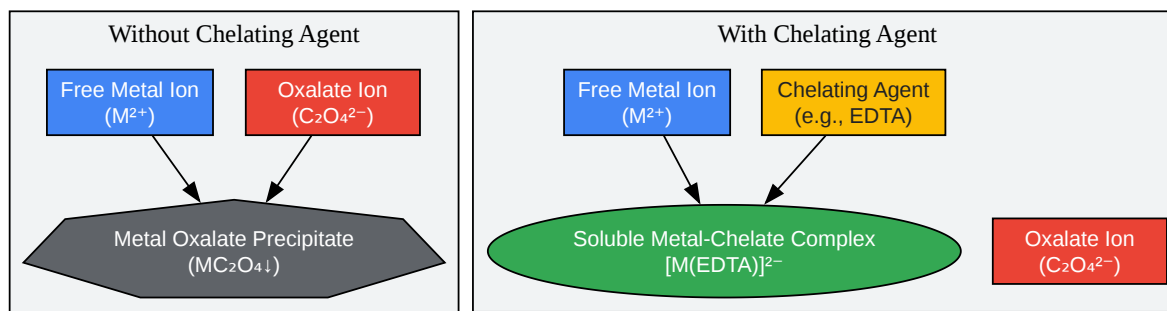 Without Chelating Agent
Free Metal Ion
(M²⁺)
Oxalate Ion
(C₂O₄²⁻)
Metal Oxalate Precipitate
(MC₂O₄↓)
With Chelating Agent
Free Metal Ion
(M²⁺)
Chelating Agent
(e.g., EDTA)
Soluble Metal-Chelate Complex
[M(EDTA)]²⁻
Oxalate Ion
(C₂O₄²⁻)